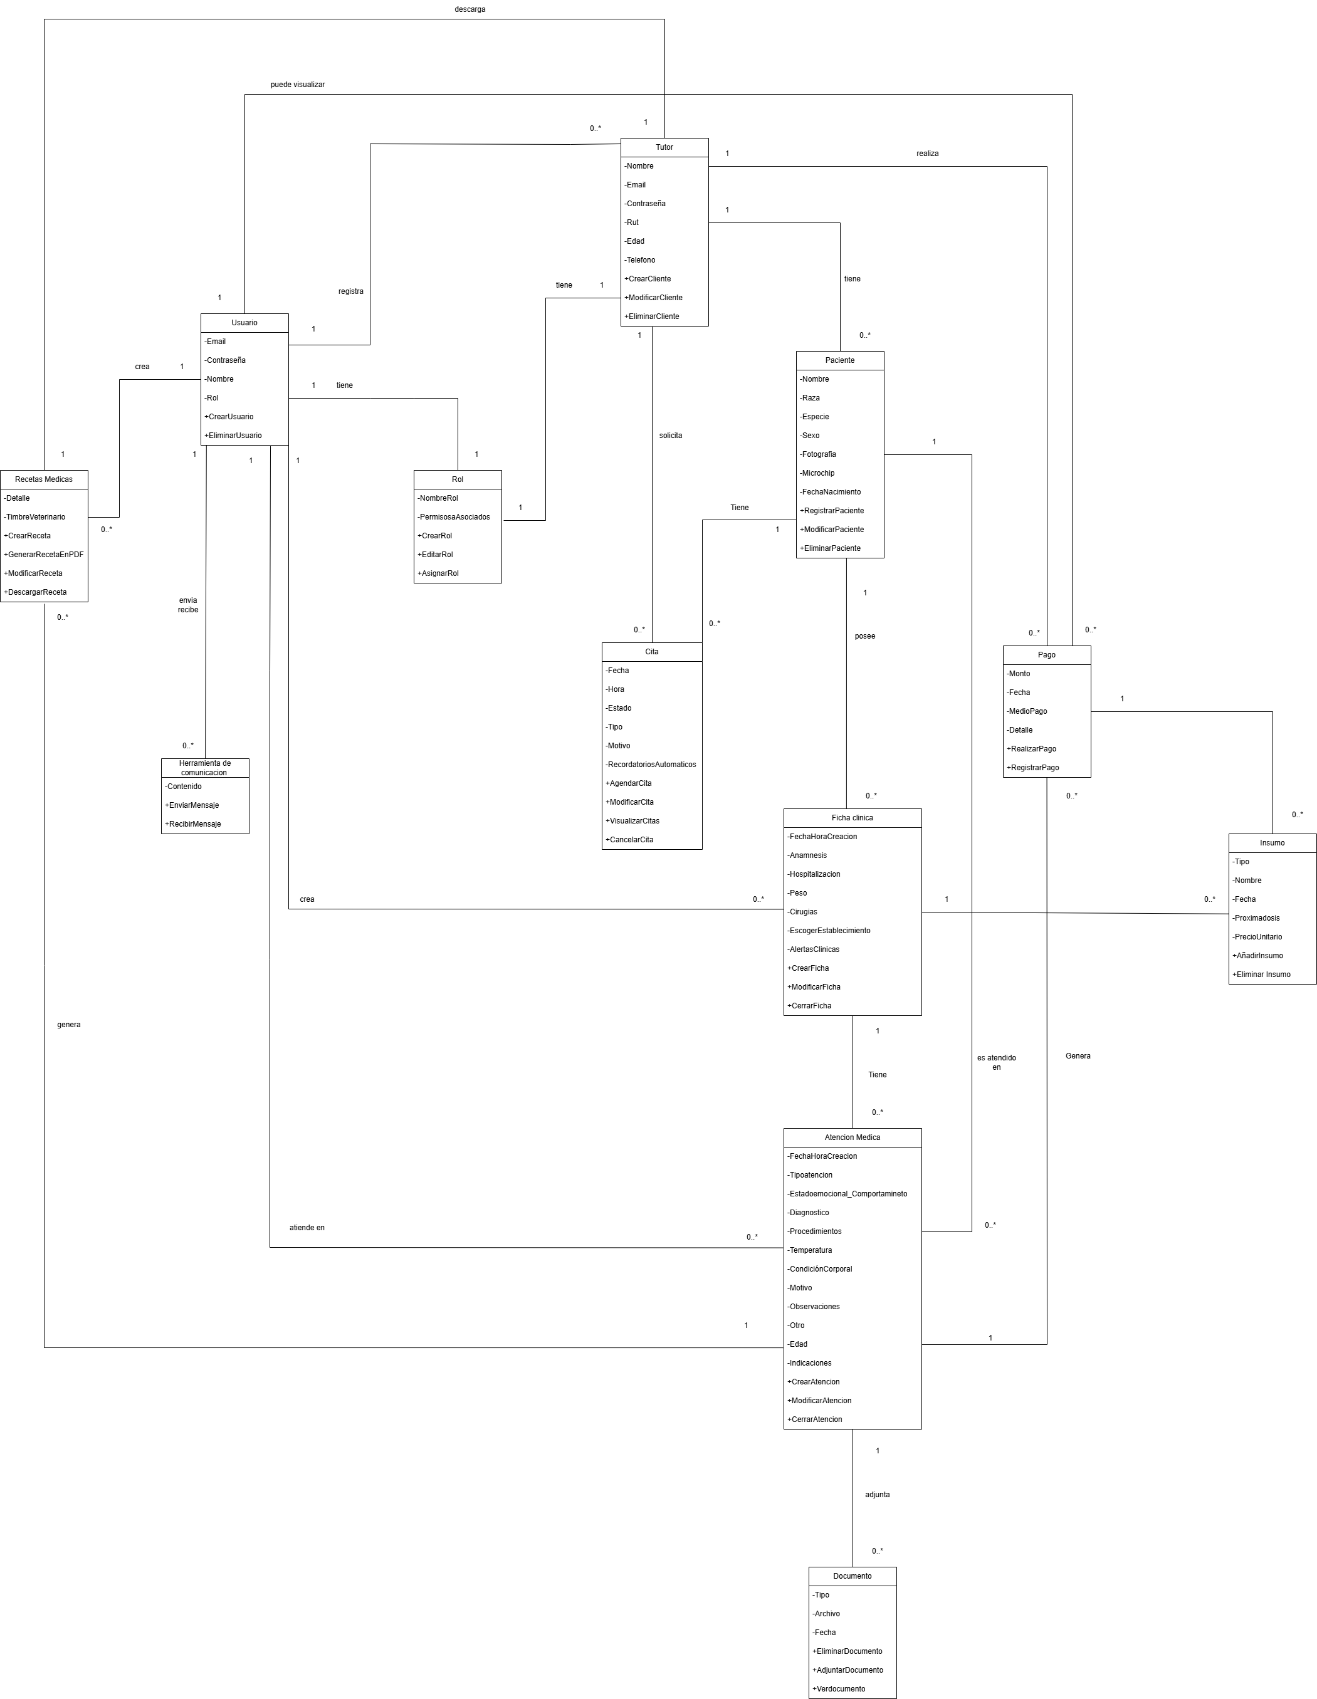 descarga
puede visualizar
0..*
1
Tutor
-Nombre
-Email
-Contraseña
-Rut
-Edad
-Telefono
+CrearCliente
+ModificarCliente
+EliminarCliente
1
realiza
1
tiene
0..*
registra
tiene
1
1
1
Usuario
-Email
-Contraseña
-Nombre
-Rol
+CrearUsuario
+EliminarUsuario
1
1
tiene
crea
1
1
1
1
1
solicita
Paciente
-Nombre
-Raza
-Especie
-Sexo
-Fotografia
-Microchip
-FechaNacimiento
+RegistrarPaciente
+ModificarPaciente
+EliminarPaciente
1
1
Recetas Medicas
-Detalle
-TimbreVeterinario
+CrearReceta
+GenerarRecetaEnPDF
+ModificarReceta
+DescargarReceta
0..*
0..*
1
Rol
-NombreRol
-PermisosaAsociados
+CrearRol
+EditarRol
+AsignarRol
1
Tiene
1
envia
recibe
0..*
0..*
0..*
posee
0..*
0..*
Cita
-Fecha
-Hora
-Estado
-Tipo
-Motivo
-RecordatoriosAutomaticos
+AgendarCita
+ModificarCita
+VisualizarCitas
+CancelarCita
Pago
-Monto
-Fecha
-MedioPago
-Detalle
+RealizarPago
+RegistrarPago
1
Herramienta de
comunicacion
-Contenido
+EnviarMensaje
+RecibirMensaje
0..*
0..*
0..*
Ficha clinica
-FechaHoraCreacion
-Anamnesis
-Hospitalizacion
-Peso
-Cirugias
-EscogerEstablecimiento
-AlertasClinicas
+CrearFicha
+ModificarFicha
+CerrarFicha
Insumo
-Tipo
-Nombre
-Fecha
-Proximadosis
-PrecioUnitario
+AñadirInsumo
+Eliminar Insumo
crea
0..*
1
0..*
genera
1
Tiene
0..*
es atendido
en
Genera
Atencion Medica
-FechaHoraCreacion
-Tipoatencion
-Estadoemocional_Comportamineto
-Diagnostico
-Procedimientos
-Temperatura
-CondiciónCorporal
-Motivo
-Observaciones
-Otro
-Edad
-Indicaciones
+CrearAtencion
+ModificarAtencion
+CerrarAtencion
atiende en
0..*
0..*
1
1
1
adjunta
0..*
Documento
-Tipo
-Archivo
-Fecha
+EliminarDocumento
+AdjuntarDocumento
+Verdocumento